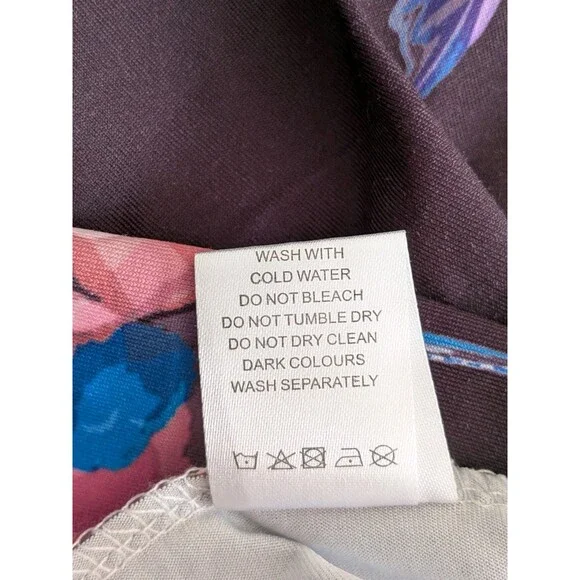 WASH WITH
COLD WATER
DO NOT BLEACH
DO NOT TUMBLE DRY
DO NOT DRY CLEAN
DARK COLOURS
WASH SEPARATELY